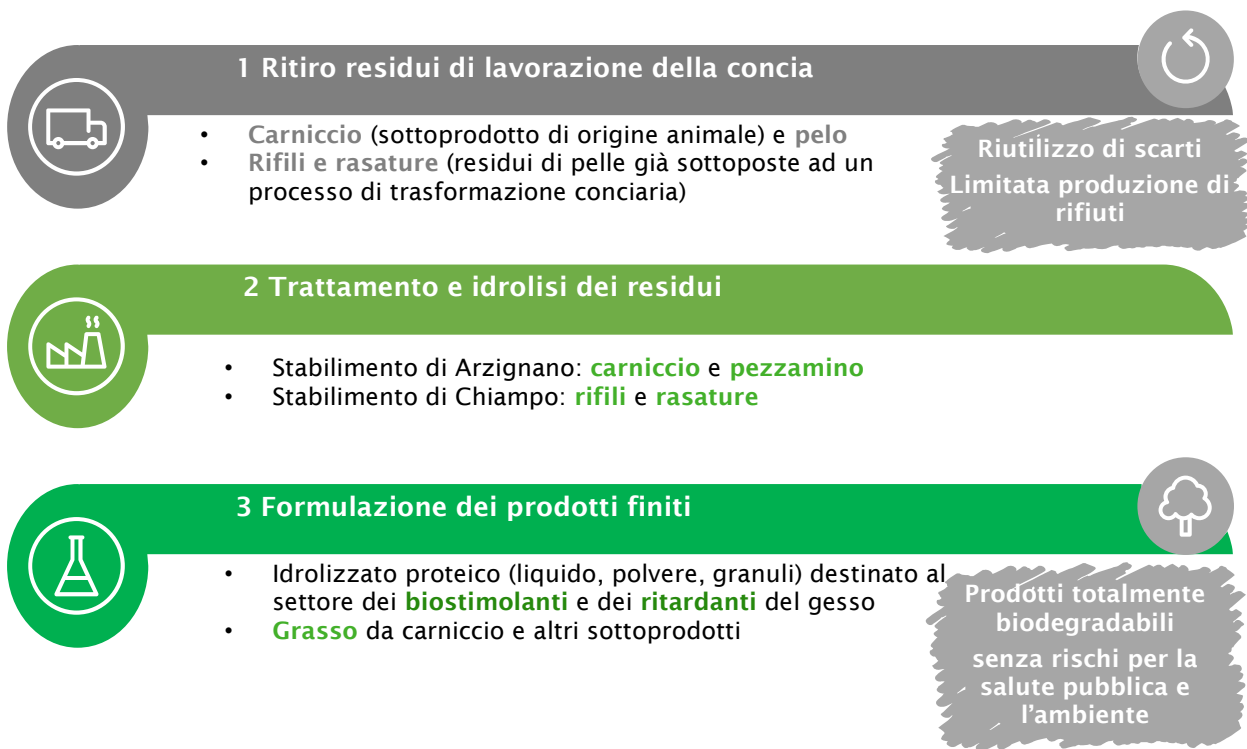 1 Ritiro residui di lavorazione della concia
• Carniccio (sottoprodotto di origine animale) e pelo
• Rifili e rasature (residui di pelle già sottoposte ad un
processo di trasformazione conciaria)
Riutilizzo di scarti
Limitata produzione di
rifiuti
2 Trattamento e idrolisi dei residui
• Stabilimento di Arzignano: carniccio e pezzamino
• Stabilimento di Chiampo: rifili e rasature
3 Formulazione dei prodotti finiti
• Idrolizzato proteico (liquido, polvere, granuli) destinato al
settore dei biostimolanti e dei ritardanti del gesso
• Grasso da carniccio e altri sottoprodotti
Prodotti totalmente
biodegradabili
senza rischi per la
salute pubblica e
l’ambiente